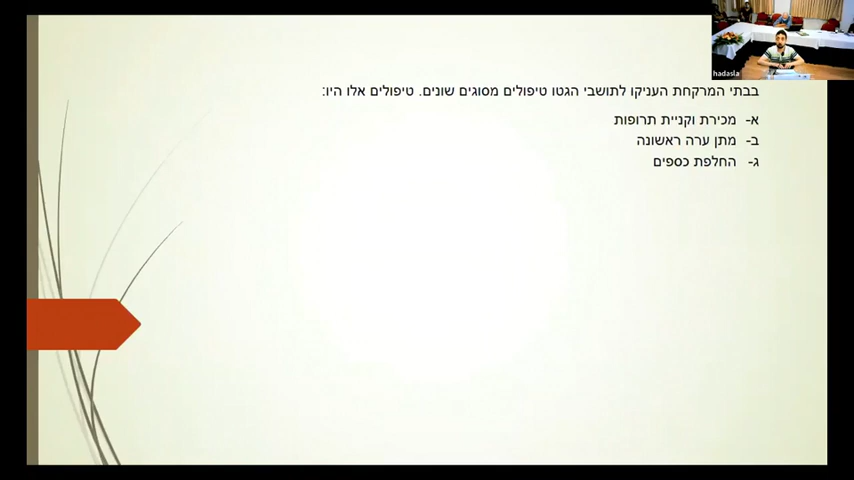 בבתי המרקחת העניקו לתושבי הגטו טיפולים מסוגים שונים. טיפולים אלו היו:
א- מכירת וקניית תרופות
ב- מתן ערה ראשונה
ג- החלפת כספים
hadasla